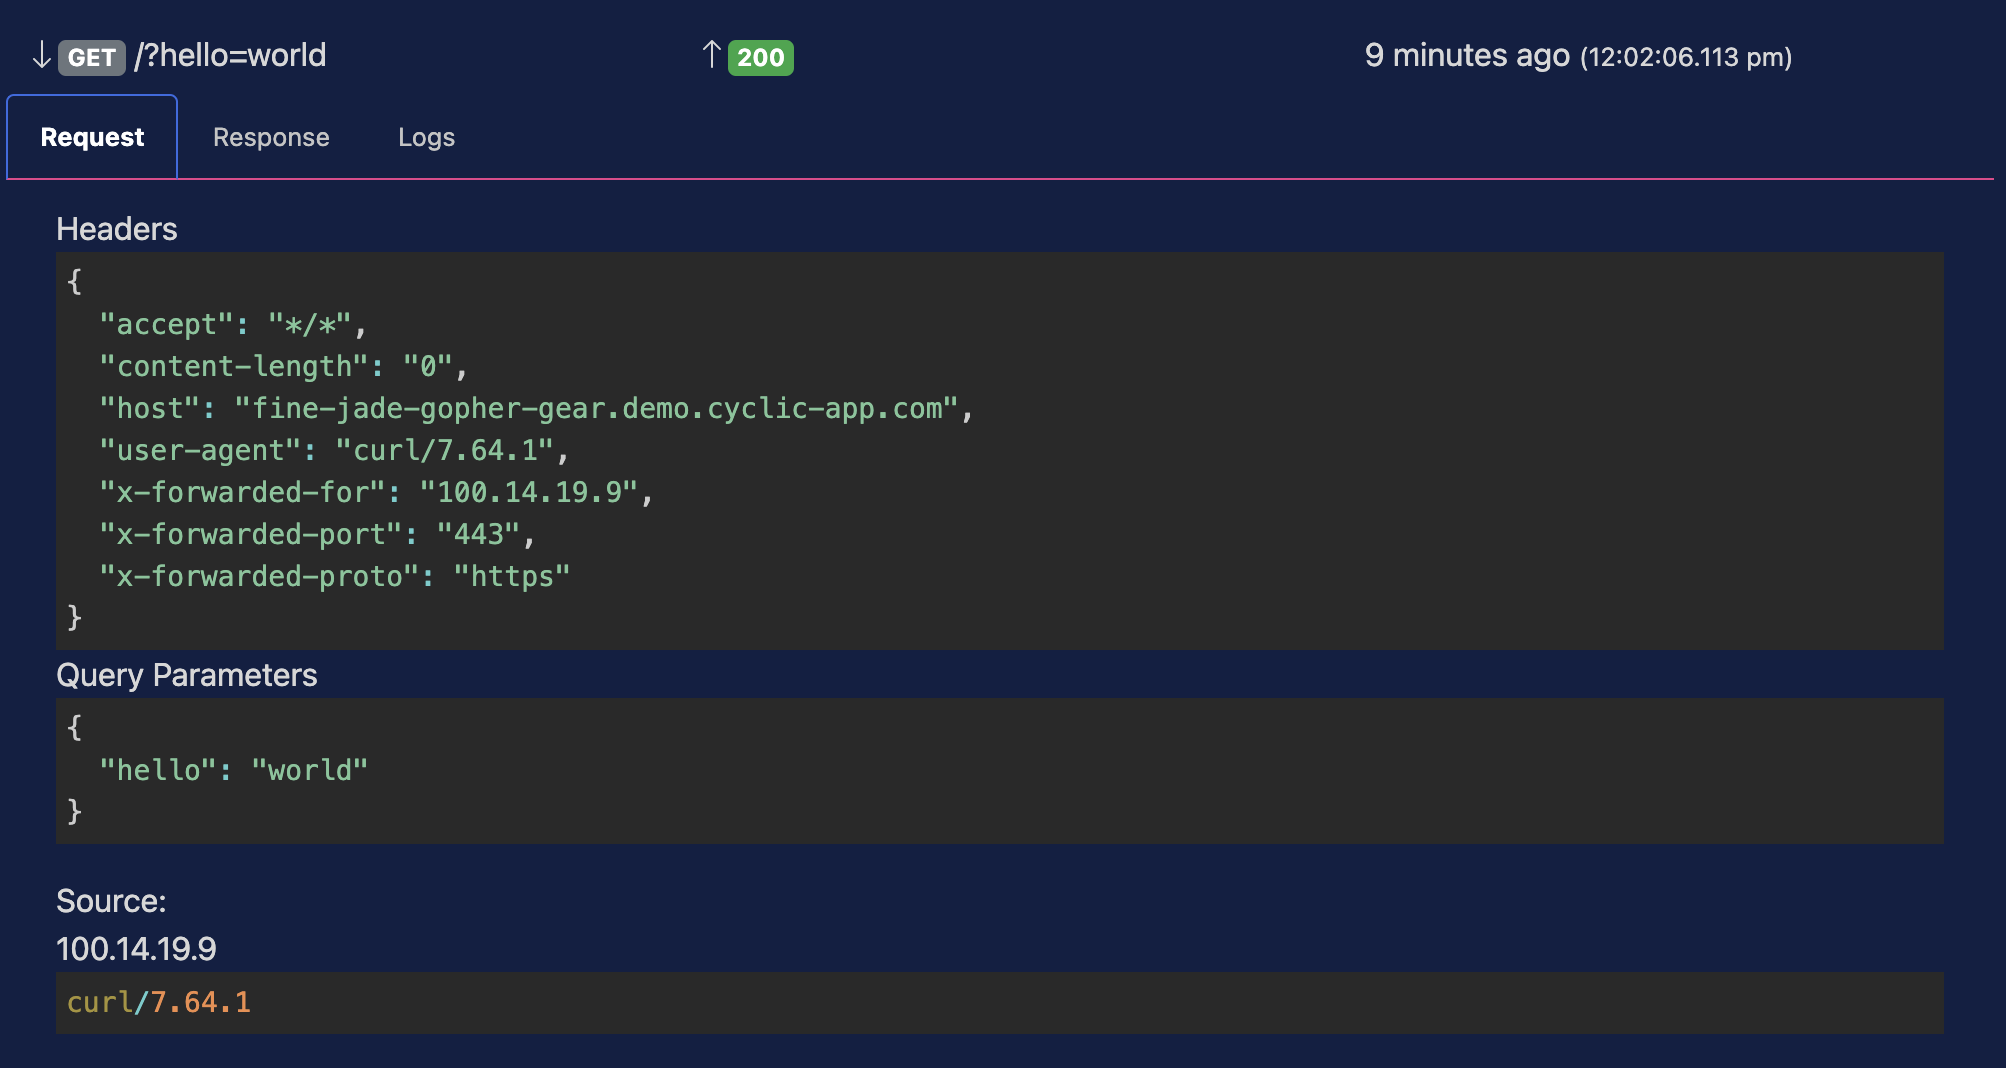 ↓ GET /?hello=world ↑ 200 9 minutes ago (12:02:06.113 pm)
Request Response Logs
Headers
{
  "accept": "*/*",
  "content-length": "0",
  "host": "fine-jade-gopher-gear.demo.cyclic-app.com",
  "user-agent": "curl/7.64.1",
  "x-forwarded-for": "100.14.19.9",
  "x-forwarded-port": "443",
  "x-forwarded-proto": "https"
}
Query Parameters
{
  "hello": "world"
}
Source:
100.14.19.9
curl/7.64.1